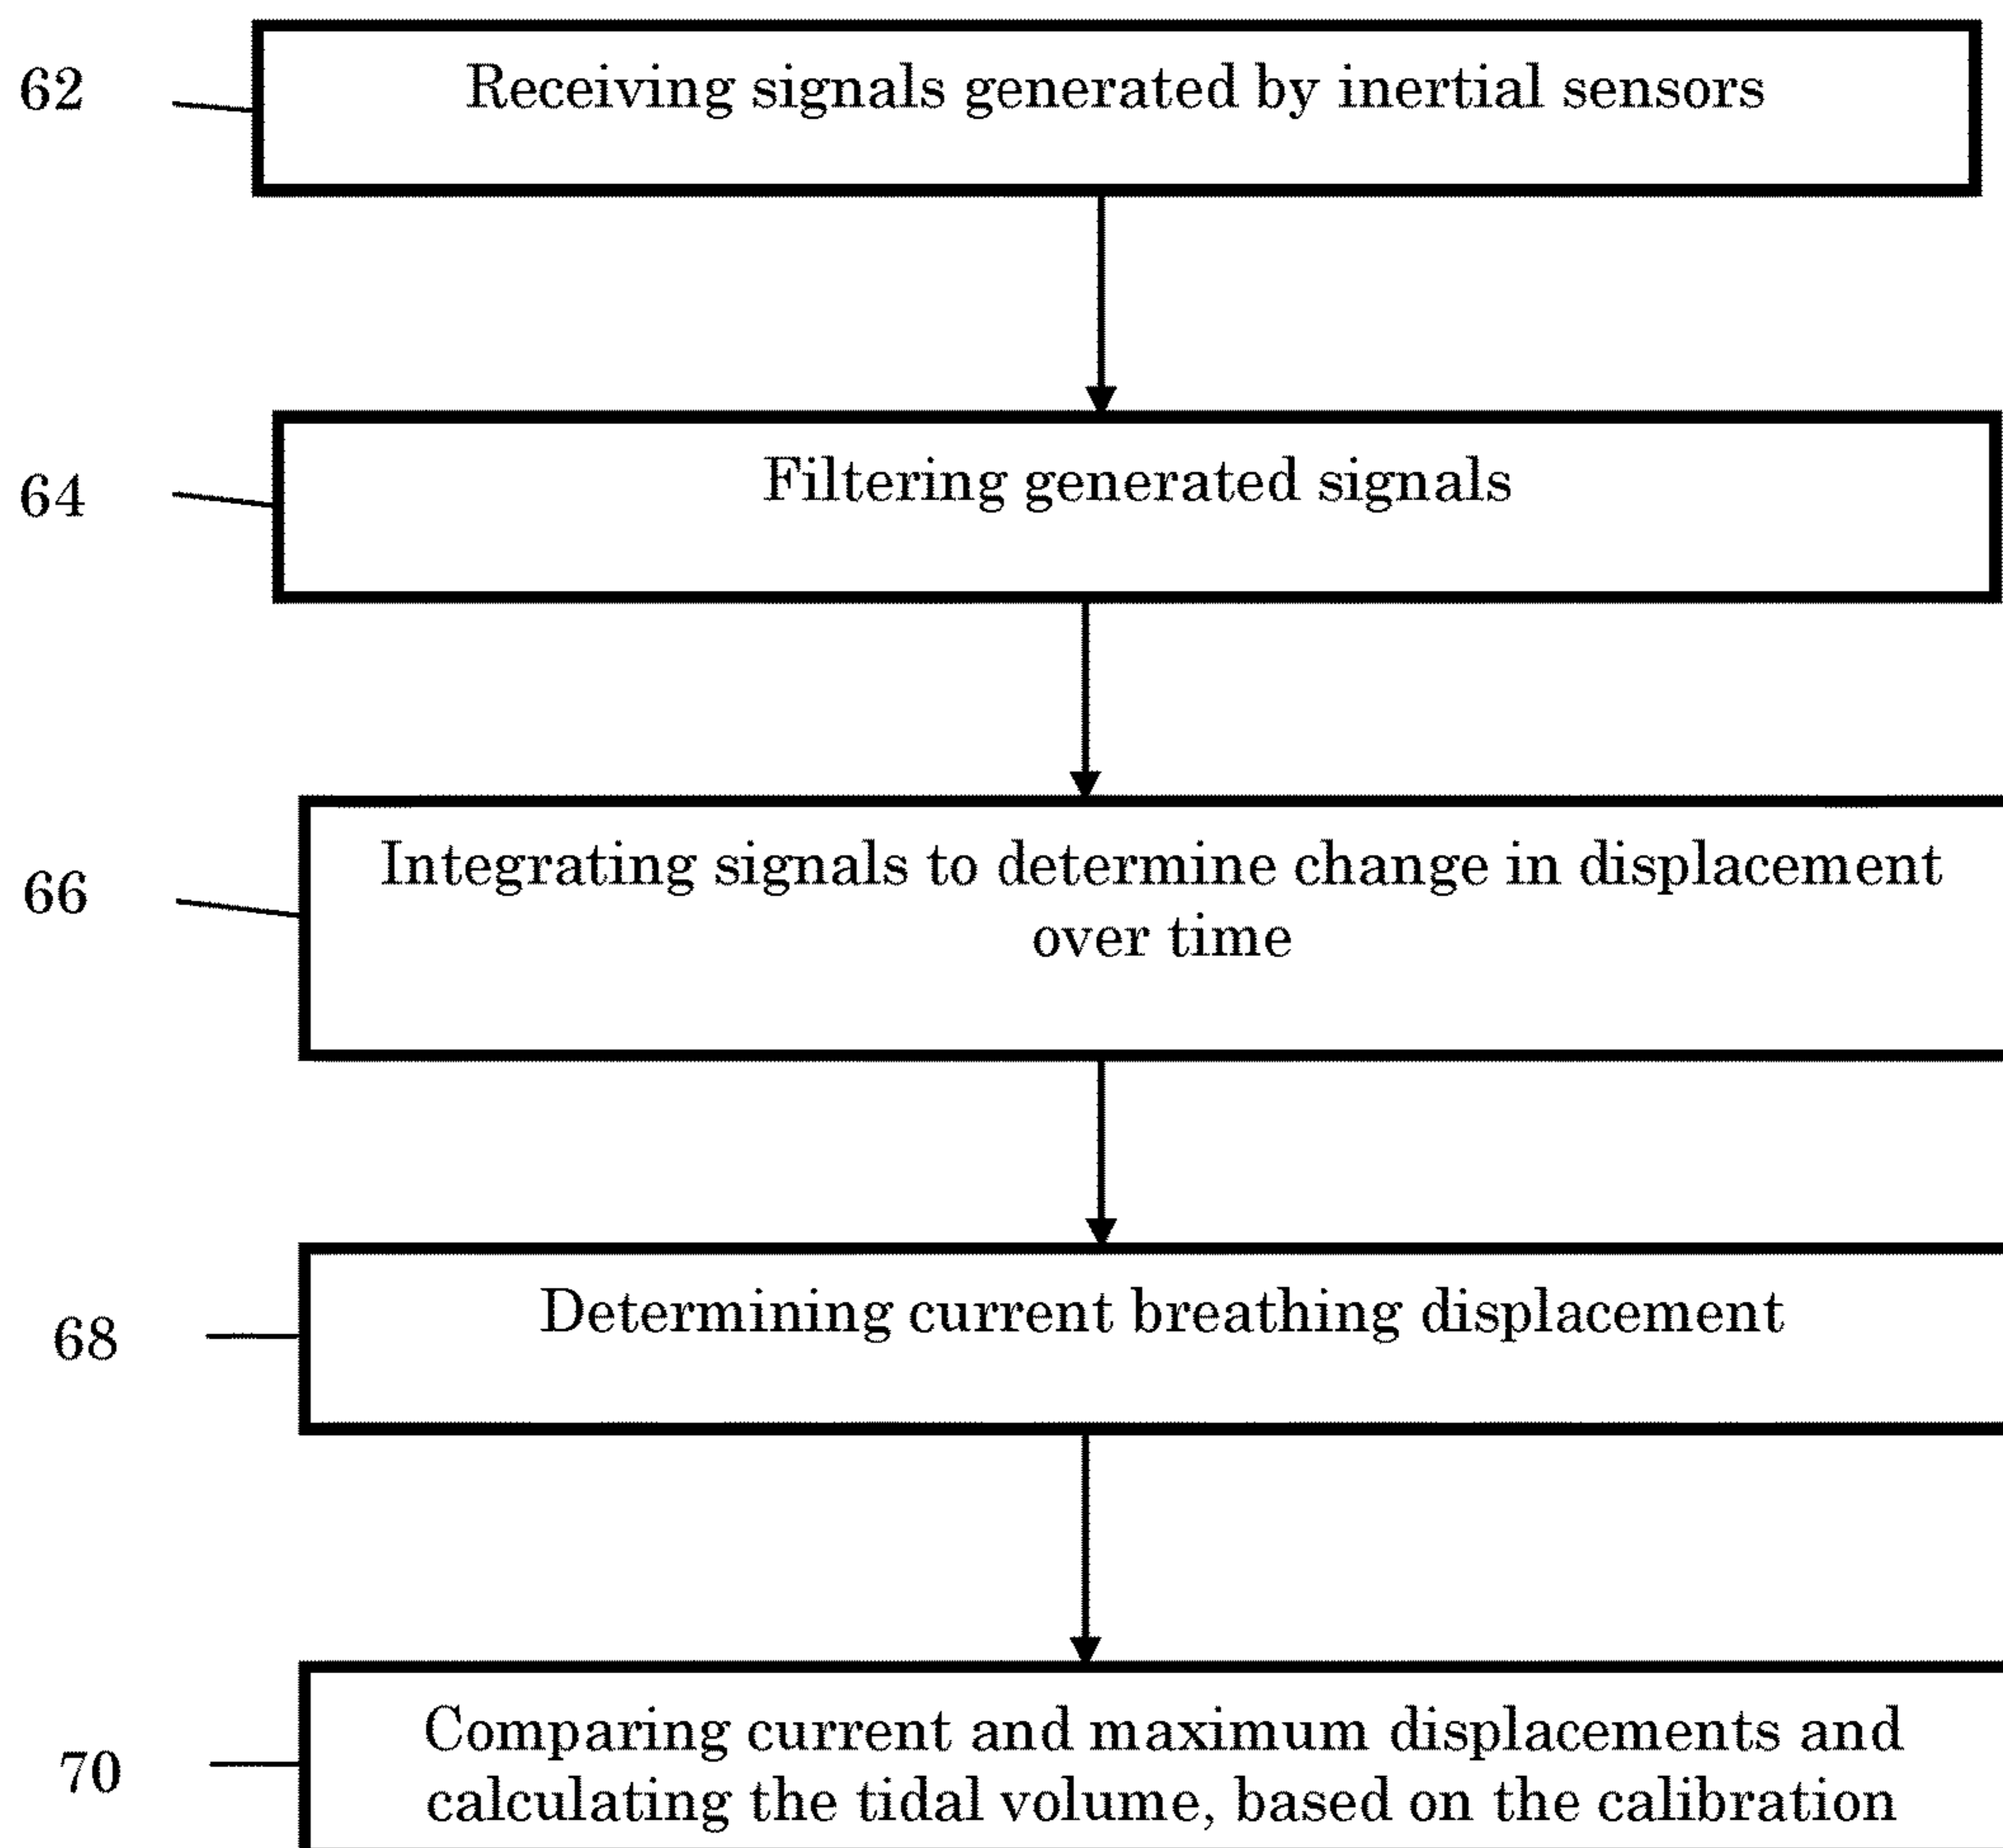 62
Receiving signals generated by inertial sensors
64
Filtering generated signals
66
Integrating signals to determine change in displacement
over time
68
Determining current breathing displacement
70
Comparing current and maximum displacements and
calculating the tidal volume, based on the calibration